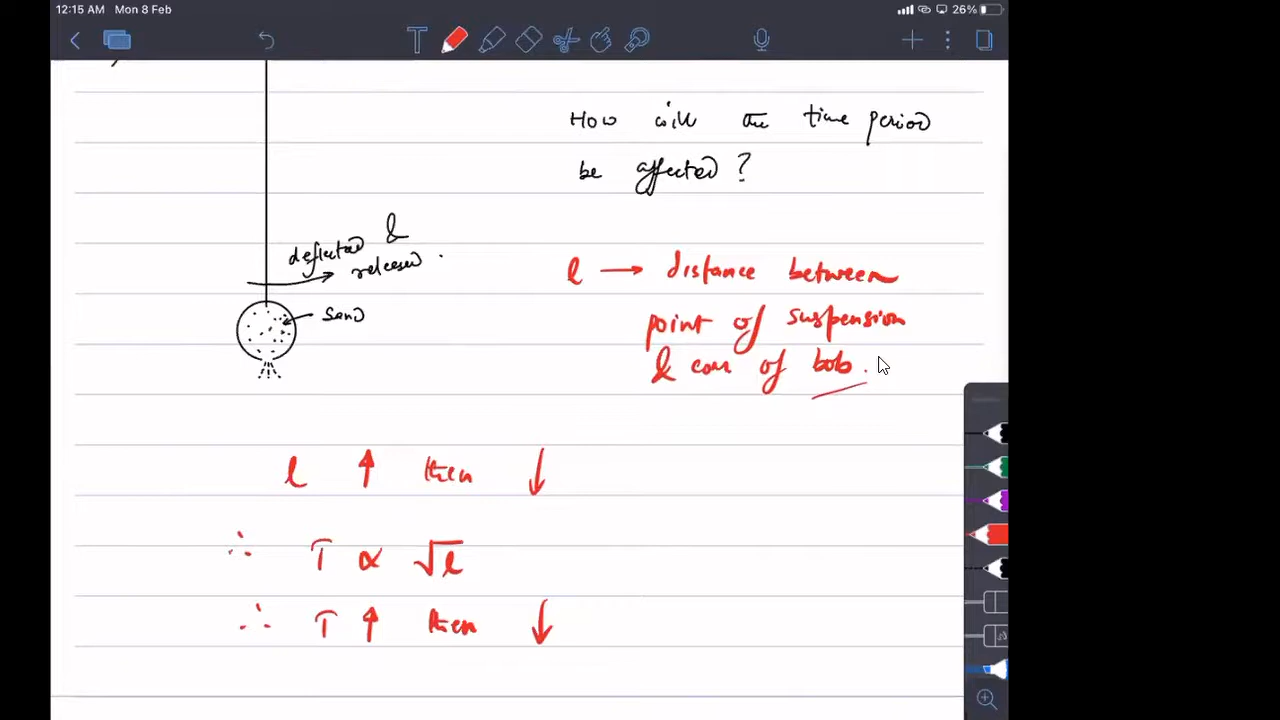 12:15 AM Mon 8 Feb
26%
How will the time period
be affected ?
deflected &
released .
Sand
l → distance between
point of suspension
& com of bob .
l ↑ then ↓
∴ T ∝ √l
∴ T ↑ then ↓